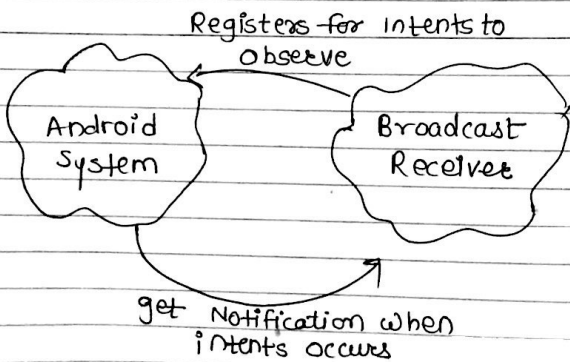 Registers for intents to
observe
Android
System
Broadcast
Receiver
get Notification when
intents occurs